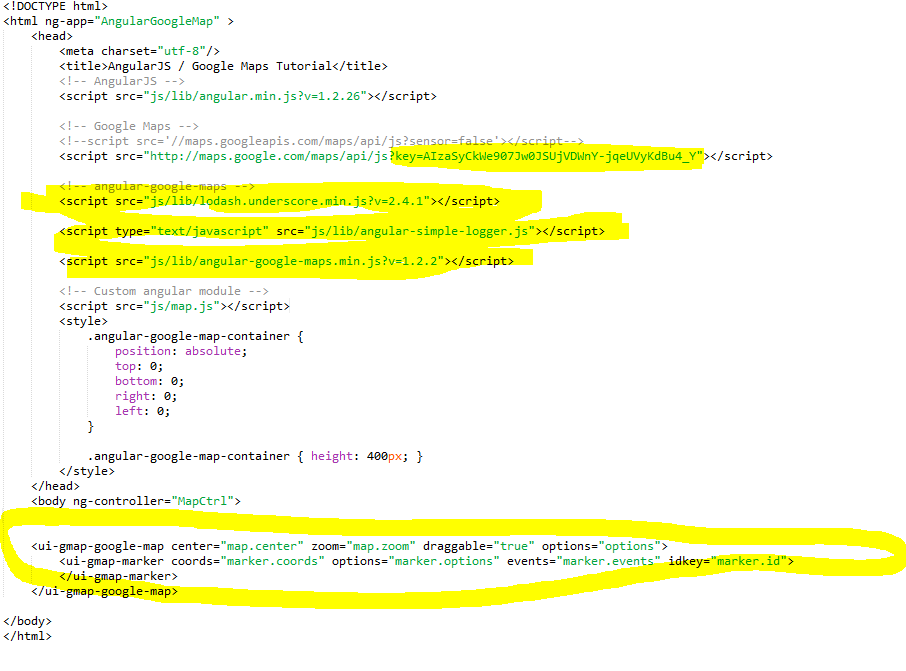 <!DOCTYPE html>
<html ng-app="AngularGoogleMap" >
<head>
<meta charset="utf-8"/>
<title>AngularJS / Google Maps Tutorial</title>
<!-- AngularJS -->
<script src="js/lib/angular.min.js?v=1.2.26"></script>
<!-- Google Maps -->
<!--script src='//maps.googleapis.com/maps/api/js?sensor=false'></script-->
<script src="http://maps.google.com/maps/api/js?key=AIzaSyCkWe907Jw0JSUjVDWnY-jqeUVyKdBu4_Y"></script>
<!-- angular-google-maps -->
<script src="js/lib/lodash.underscore.min.js?v=2.4.1"></script>
<script type="text/javascript" src="js/lib/angular-simple-logger.js"></script>
<script src="js/lib/angular-google-maps.min.js?v=1.2.2"></script>
<!-- Custom angular module -->
<script src="js/map.js"></script>
<style>
.angular-google-map-container {
position: absolute;
top: 0;
bottom: 0;
right: 0;
left: 0;
}
.angular-google-map-container { height: 400px; }
</style>
</head>
<body ng-controller="MapCtrl">
<ui-gmap-google-map center="map.center" zoom="map.zoom" draggable="true" options="options">
<ui-gmap-marker coords="marker.coords" options="marker.options" events="marker.events" idkey="marker.id">
</ui-gmap-marker>
</ui-gmap-google-map>
</body>
</html>